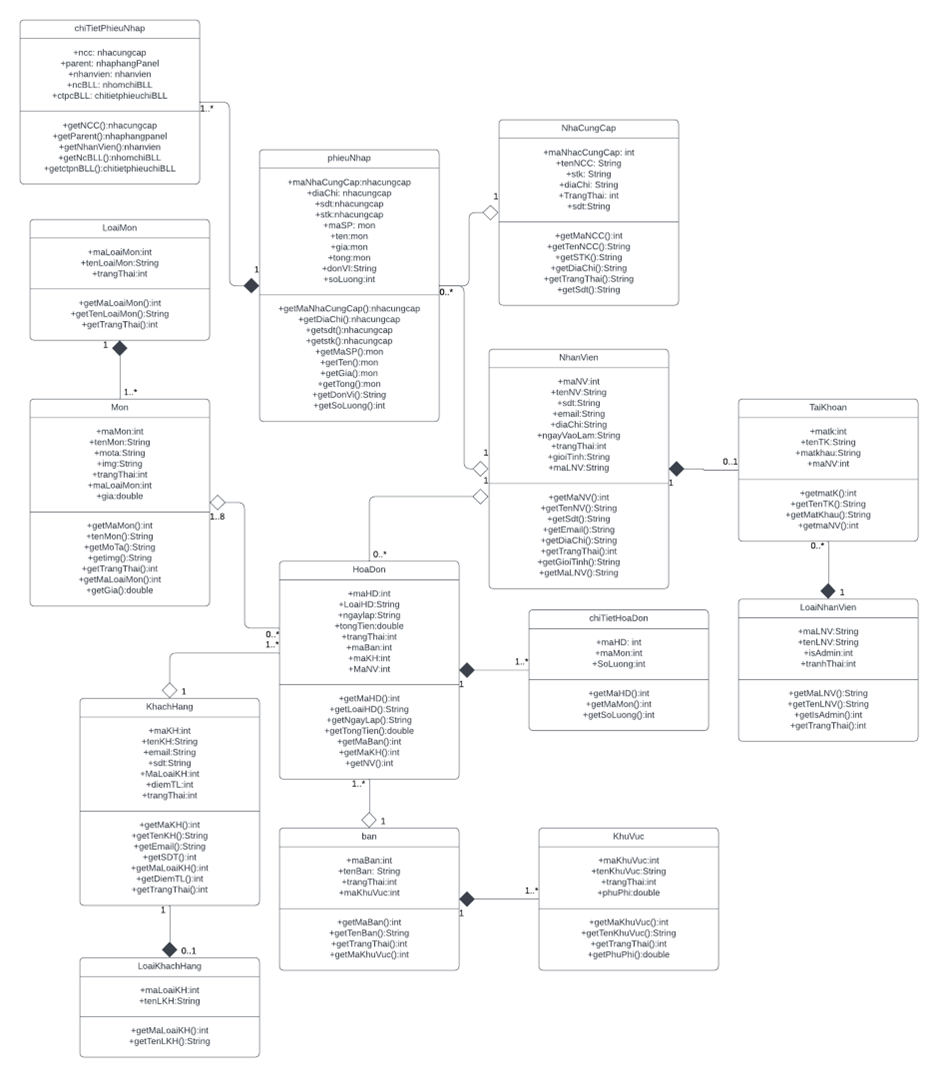 chiTietPhieuNhap
+ncc: nhacungcap
+parent: nhaphangPanel
+nhanvien: nhanvien
+ncBLL: nhomchiBLL
+ctpcBLL: chitietphieuchiBLL
+getNCC():nhacungcap
+getParent():nhaphangpanel
+getNhanVien():nhanvien
+getNcBLL():nhomchiBLL
+getctpnBLL():chitietphieuchiBLL
1..*
1
phieuNhap
+maNhaCungCap:nhacungcap
+diaChi: nhacungcap
+sdt:nhacungcap
+stk:nhacungcap
+maSP: mon
+ten:mon
+gia:mon
+tong:mon
+donVI:String
+soLuong:int
+getMaNhaCungCap():nhacungcap
+getDiaChi():nhacungcap
+getsdt():nhacungcap
+getstk():nhacungcap
+getMaSP():mon
+getTen():mon
+getGia():mon
+getTong():mon
+getDonVi():String
+getSoLuong():int
0..*
1
NhaCungCap
+maNhacCungCap: int
+tenNCC: String
+stk: String
+diaChi: String
+TrangThai: int
+sdt:String
+getMaNCC():int
+getTenNCC():String
+getSTK():String
+getDiaChi():String
+getTrangThai():String
+getSdt():String
LoaiMon
+maLoaiMon:int
+tenLoaiMon:String
+trangThai:int
+getMaLoaiMon():int
+getTenLoaiMon():String
+getTrangThai():int
1
1..*
Mon
+maMon:int
+tenMon:String
+mota:String
+img:String
+trangThai:int
+maLoaiMon:int
+gia:double
+getMaMon():int
+tenMon():String
+getMoTa():String
+getimg():String
+getTrangThai():int
+getMaLoaiMon():int
+getGia():double
1..8
0..*
NhanVien
+maNV:int
+tenNV:String
+sdt:String
+email:String
+diaChi:String
+ngayVaoLam:String
+trangThai:int
+gioiTinh:String
+maLNV:String
+getMaNV():int
+getTenNV():String
+getSdt():String
+getEmail():String
+getDiaChi():String
+getTrangThai():int
+getGioiTinh():String
+getMaLNV():String
1
1
1
0..1
TaiKhoan
+matk:int
+tenTK:String
+matkhau:String
+maNV:int
+getmatK():int
+getTenTK():String
+getMatKhau():String
+getmaNV():int
0..*
1
LoaiNhanVien
+maLNV:String
+tenLNV:String
+isAdmin:int
+tranhThai:int
+getMaLNV():String
+getTenLNV():String
+getIsAdmin():int
+getTrangThai():int
0..*
HoaDon
+maHD:int
+LoaiHD:String
+ngaylap:String
+tongTien:double
+trangThai:int
+maBan:int
+maKH:int
+MaNV:int
+getMaHD():int
+getLoaiHD():String
+getNgayLap():String
+getTongTien():double
+getMaBan():int
+getMaKH():int
+getNV():int
1
1..*
chiTietHoaDon
+maHD: int
+maMon:int
+SoLuong:int
+getMaHD():int
+getMaMon():int
+getSoLuong():int
1..*
1
KhachHang
+maKH:int
+tenKH:String
+email:String
+sdt:String
+MaLoaiKH:int
+diemTL:int
+trangThai:int
+getMaKH():int
+getTenKH():String
+getEmail():String
+getSDT():int
+getMaLoaiKH():int
+getDiemTL():int
+getTrangThai():int
1
0..1
LoaiKhachHang
+maLoaiKH:int
+tenLKH:String
+getMaLoaiKH():int
+getTenLKH():String
1..*
1
ban
+maBan:int
+tenBan: String
+trangThai:int
+maKhuVuc:int
+getMaBan():int
+getTenBan():String
+getTrangThai():int
+getMaKhuVuc():int
1
1..*
KhuVuc
+maKhuVuc:int
+tenKhuVuc:String
+trangThai:int
+phuPhi:double
+getMaKhuVuc():int
+getTenKhuVuc():String
+getTrangThai():int
+getPhuPhi():double